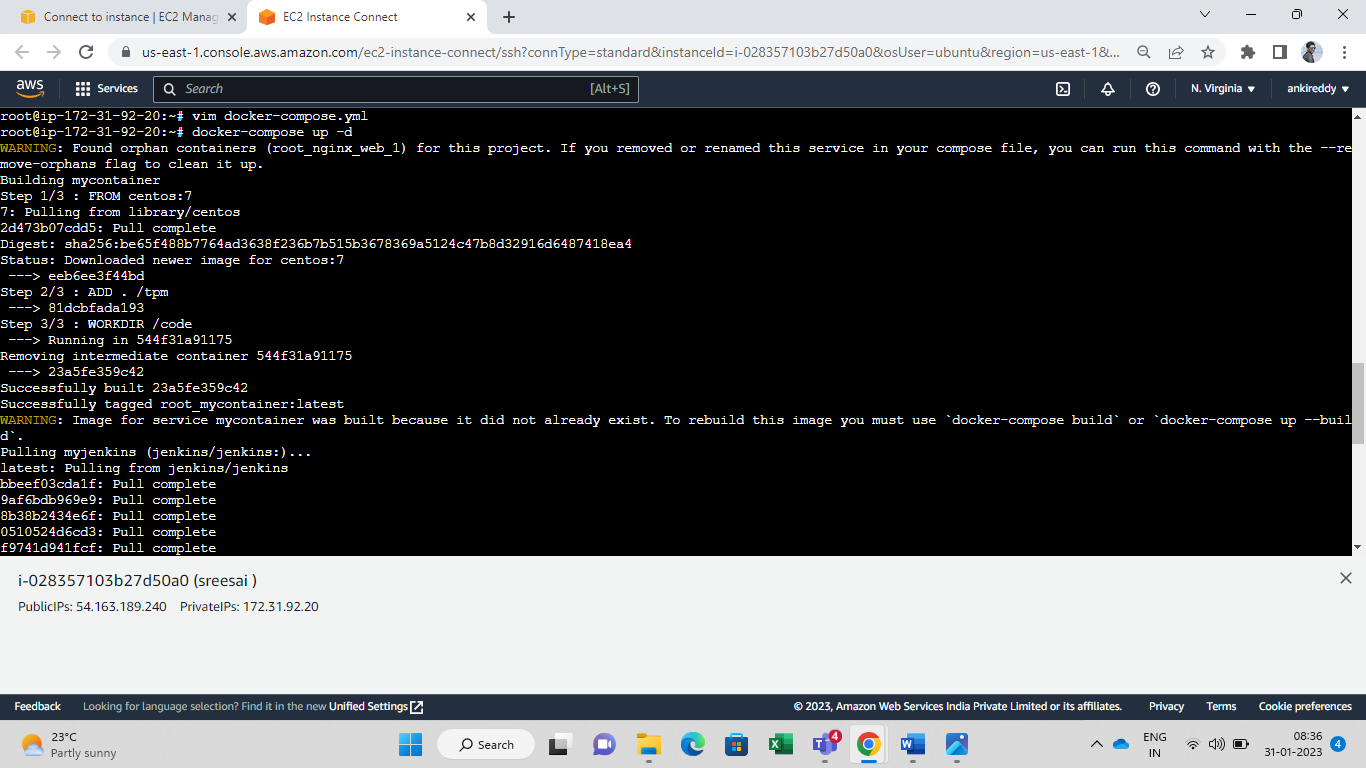 Connect to instance | EC2 Manag
EC2 Instance Connect
us-east-1.console.aws.amazon.com/ec2-instance-connect/ssh?connType=standard&instanceId=i-028357103b27d50a0&osUser=ubuntu&region=us-east-1&...
aws
Services
Search
[Alt+S]
N. Virginia
ankireddy
root@ip-172-31-92-20:~# vim docker-compose.yml
root@ip-172-31-92-20:~# docker-compose up -d
WARNING: Found orphan containers (root_nginx_web_1) for this project. If you removed or renamed this service in your compose file, you can run this command with the --re
move-orphans flag to clean it up.
Building mycontainer
Step 1/3 : FROM centos:7
7: Pulling from library/centos
2d473b07cdd5: Pull complete
Digest: sha256:be65f488b7764ad3638f236b7b515b3678369a5124c47b8d32916d6487418ea4
Status: Downloaded newer image for centos:7
---> eeb6ee3f44bd
Step 2/3 : ADD . /tpm
---> 81dcbfada193
Step 3/3 : WORKDIR /code
---> Running in 544f31a91175
Removing intermediate container 544f31a91175
---> 23a5fe359c42
Successfully built 23a5fe359c42
Successfully tagged root_mycontainer:latest
WARNING: Image for service mycontainer was built because it did not already exist. To rebuild this image you must use `docker-compose build` or `docker-compose up --buil
d`.
Pulling myjenkins (jenkins/jenkins:)...
latest: Pulling from jenkins/jenkins
bbeef03cda1f: Pull complete
9af6bdb969e9: Pull complete
8b38b2434e6f: Pull complete
0510524d6cd3: Pull complete
f9741d941fcf: Pull complete
i-028357103b27d50a0 (sreesai )
PublicIPs: 54.163.189.240 PrivateIPs: 172.31.92.20
Feedback
Looking for language selection? Find it in the new Unified Settings
© 2023, Amazon Web Services India Private Limited or its affiliates.
Privacy
Terms
Cookie preferences
23°C
Partly sunny
Search
4
ENG
IN
08:36
31-01-2023
4